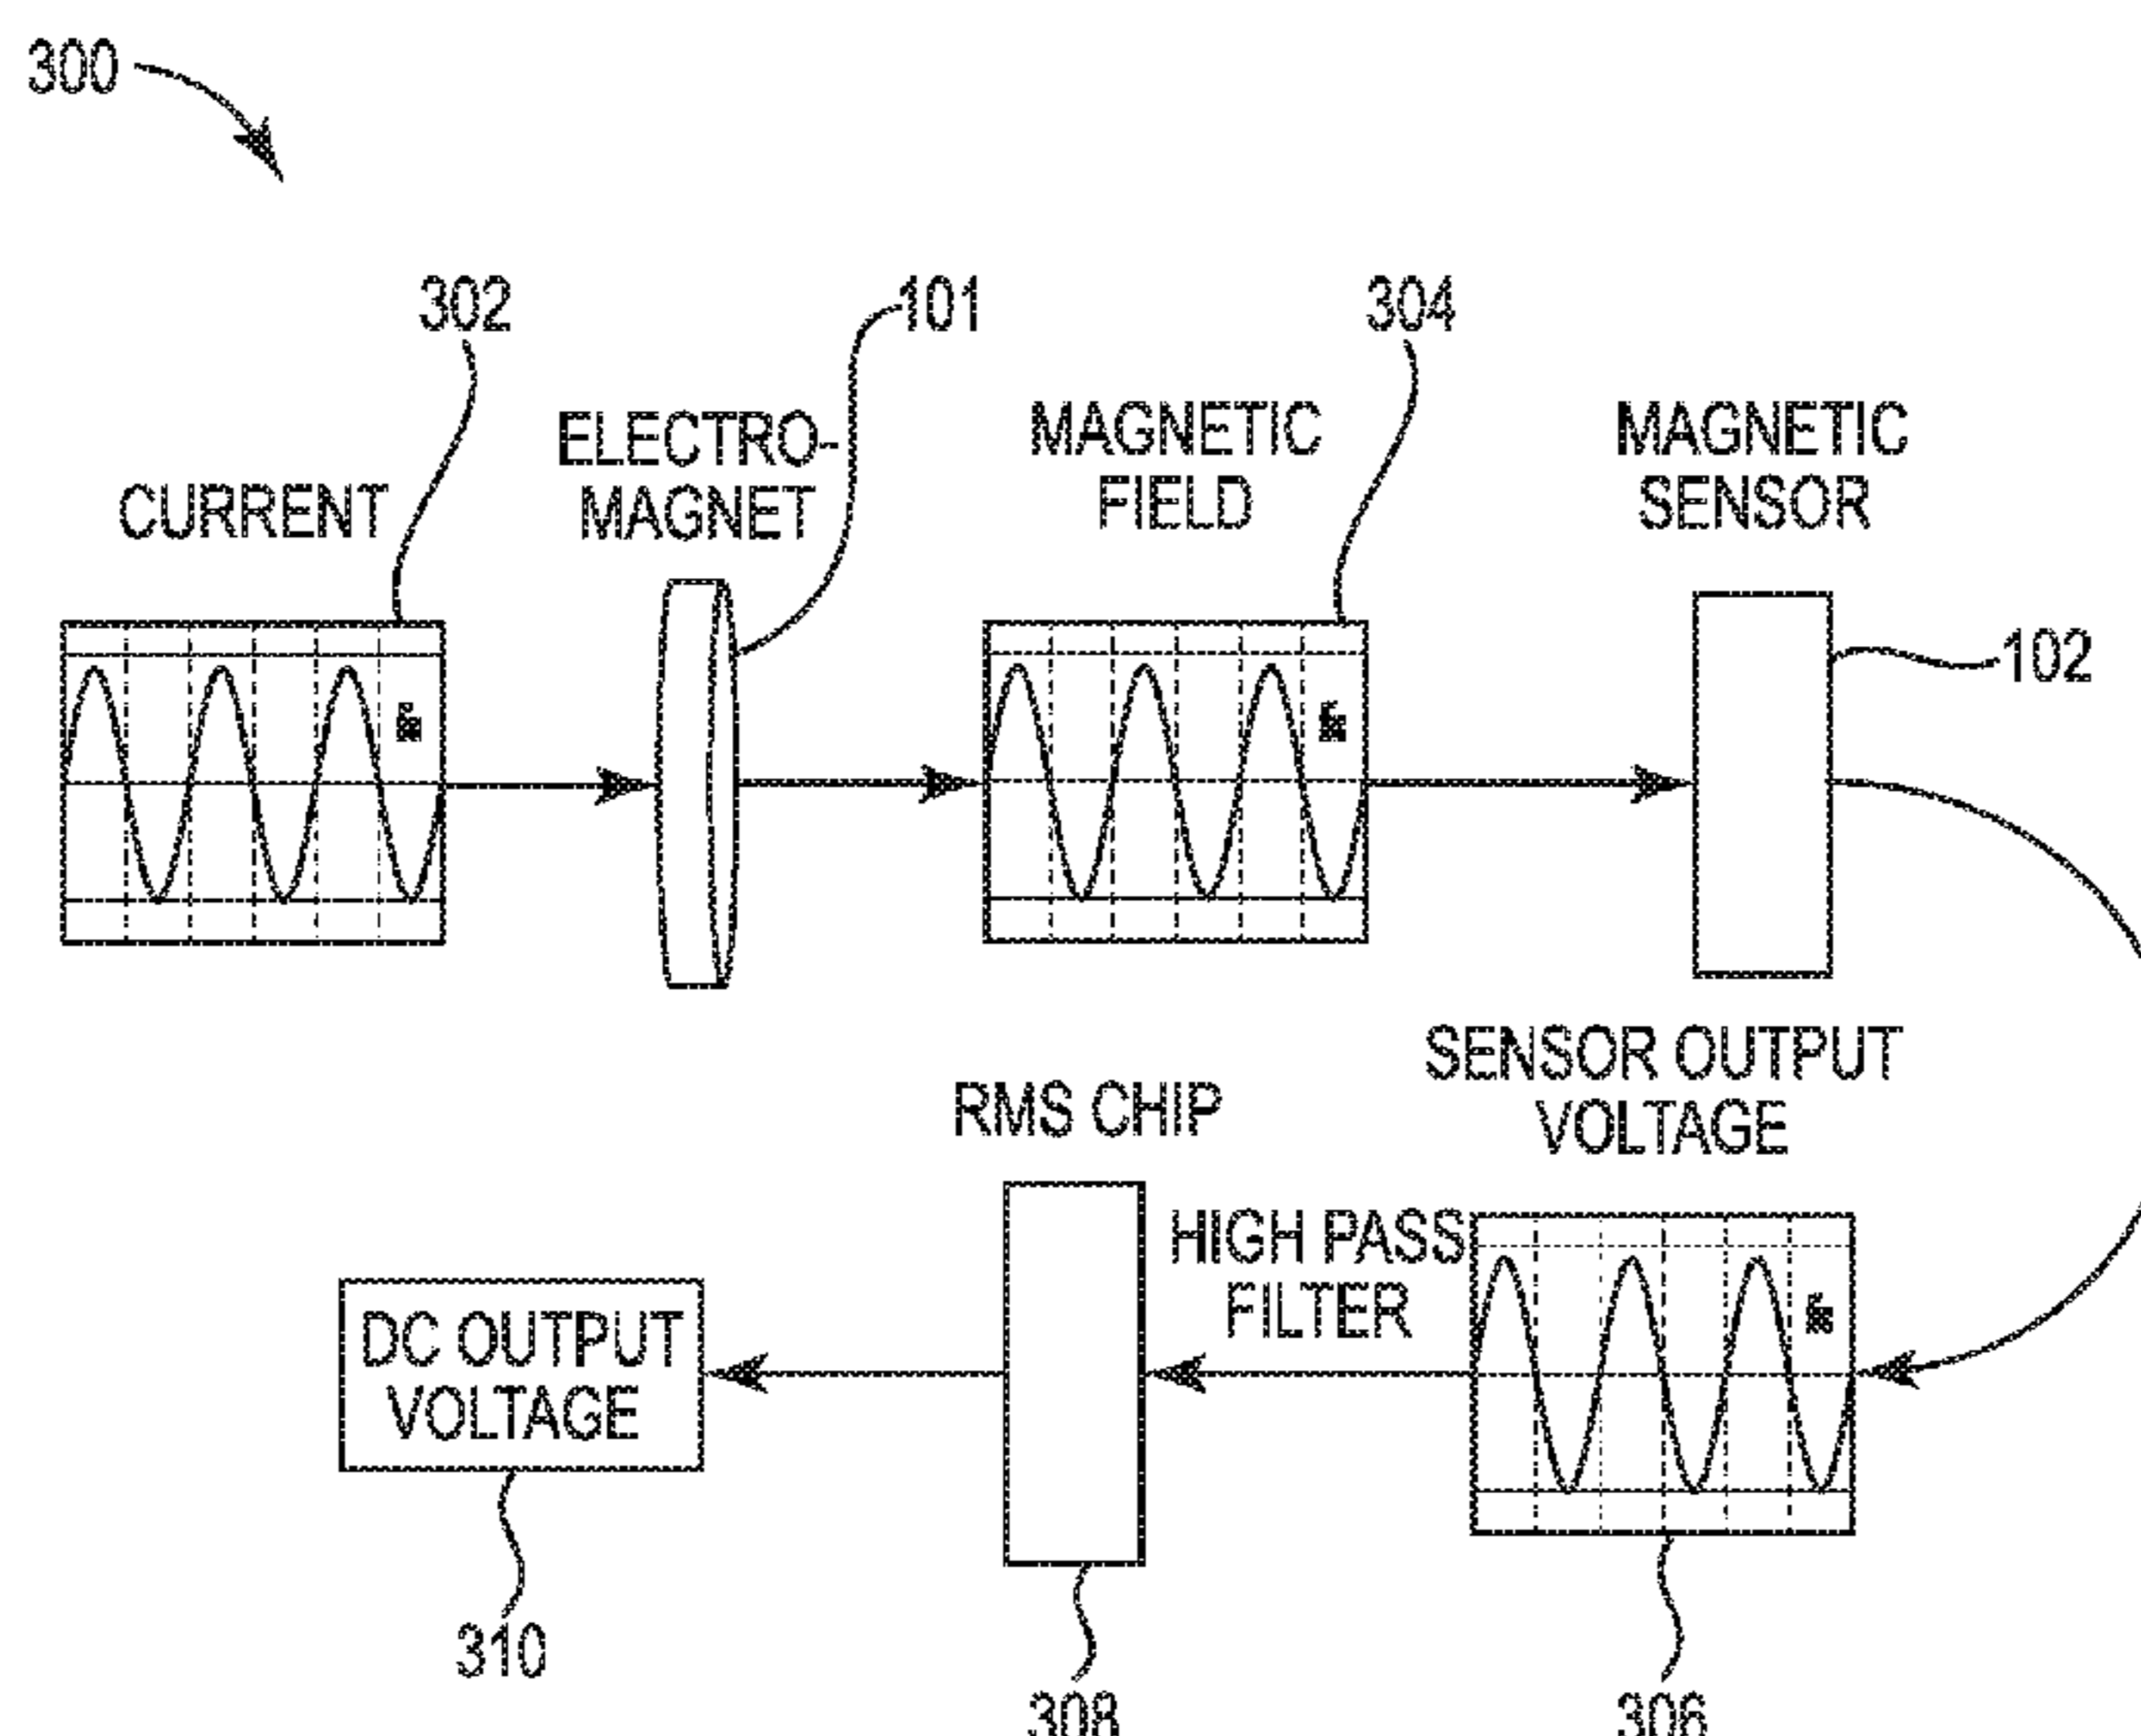 300
302
101
304
ELECTRO-
MAGNET
MAGNETIC
FIELD
MAGNETIC
SENSOR
CURRENT
102
SENSOR OUTPUT
VOLTAGE
RMS CHIP
HIGH PASS
FILTER
DC OUTPUT
VOLTAGE
310
308
306